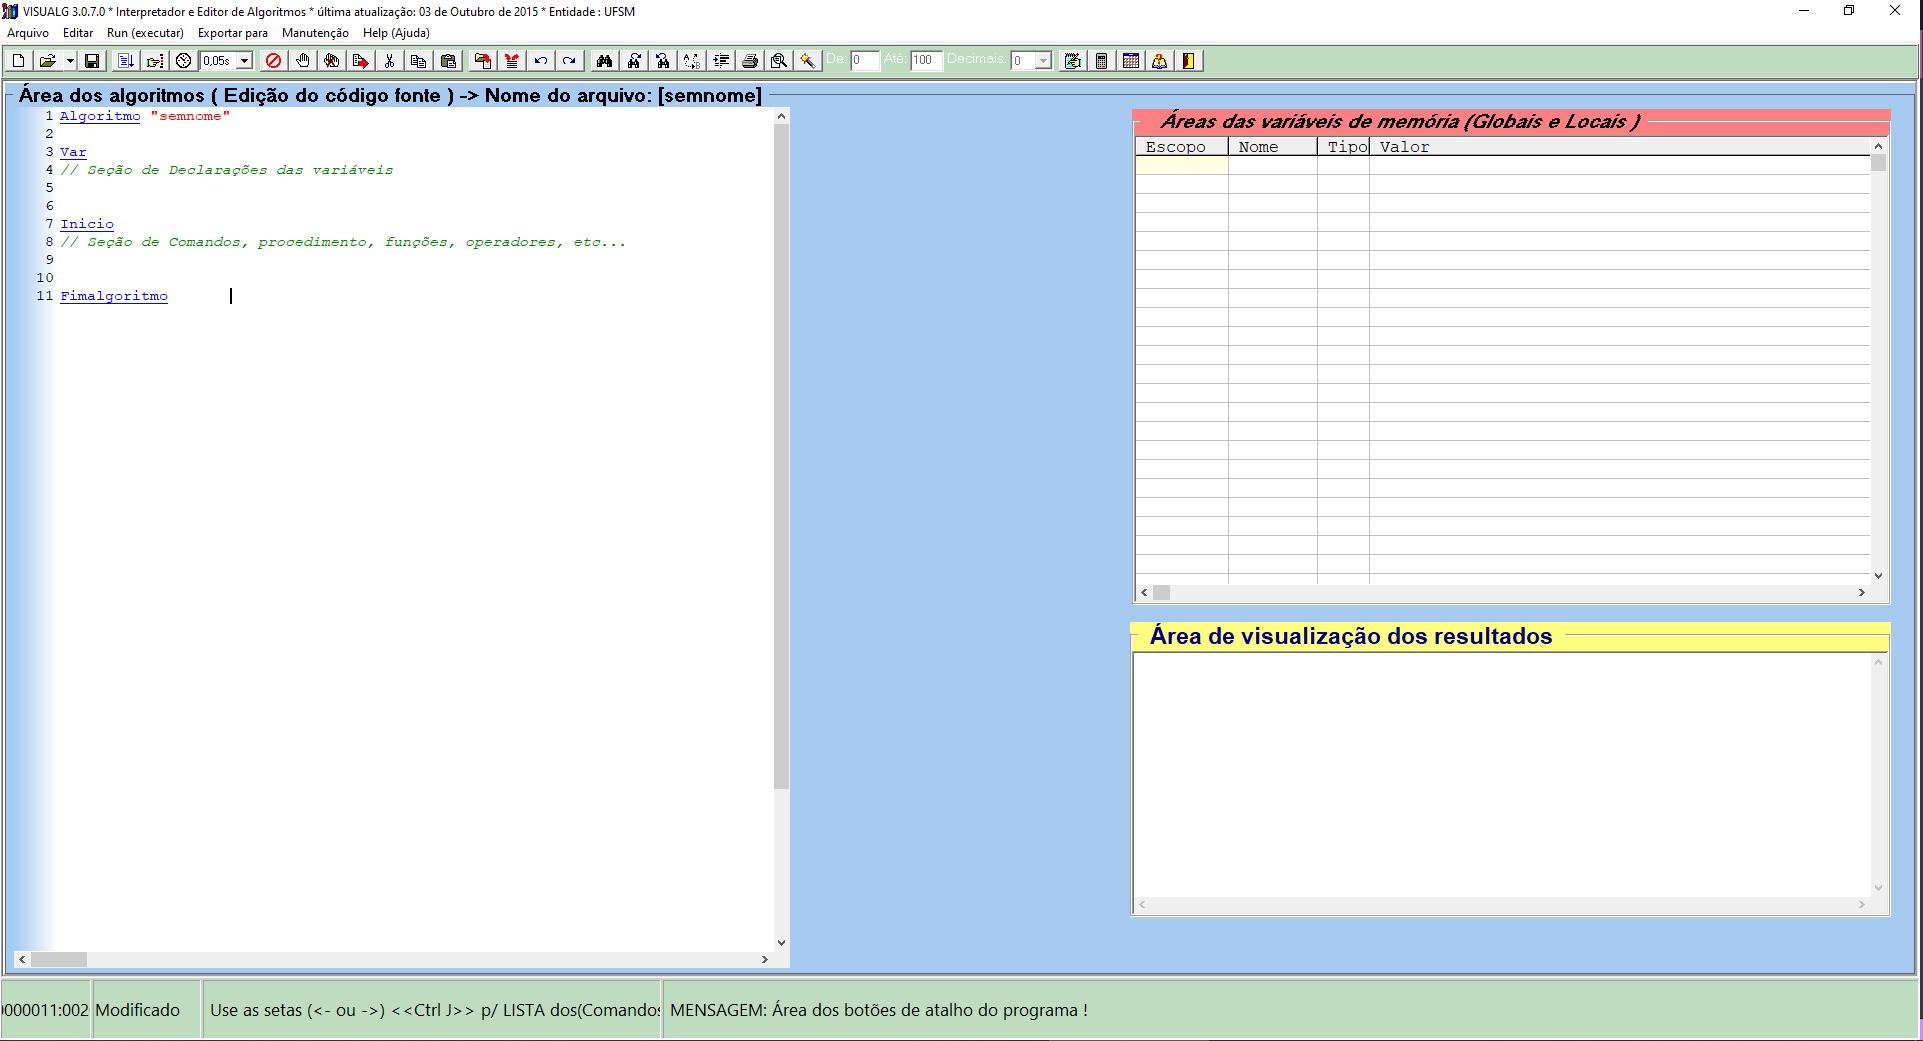 VISUALG 3.0.7.0 * Interpretador e Editor de Algoritmos * última atualização: 03 de Outubro de 2015 * Entidade : UFSM
Arquivo Editar Run (executar) Exportar para Manutenção Help (Ajuda)
0,05s De: 0 Até: 100 Decimais: 0
Área dos algoritmos ( Edição do código fonte ) -> Nome do arquivo: [semnome]
1 Algoritmo "semnome"
2
3 Var
4 // Seção de Declarações das variáveis
5
6
7 Inicio
8 // Seção de Comandos, procedimento, funções, operadores, etc...
9
10
11 Fimalgoritmo
Áreas das variáveis de memória (Globais e Locais )
Escopo Nome Tipo Valor
Área de visualização dos resultados
000011:002 Modificado Use as setas (<- ou ->) <<Ctrl J>> p/ LISTA dos(Comandos MENSAGEM: Área dos botões de atalho do programa !